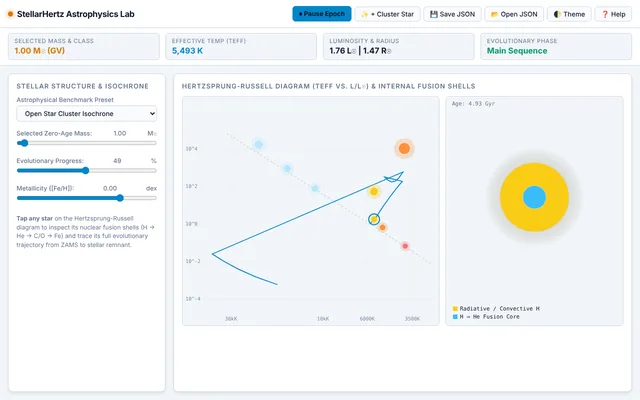 StellarHertz Astrophysics Lab
Pause Epoch
✨ + Cluster Star
💾 Save JSON
📂 Open JSON
🌓 Theme
❓ Help
SELECTED MASS & CLASS
1.00 M☉ (GV)
EFFECTIVE TEMP (TEFF)
5,493 K
LUMINOSITY & RADIUS
1.76 L☉ | 1.47 R☉
EVOLUTIONARY PHASE
Main Sequence
STELLAR STRUCTURE & ISOCHRONE
Astrophysical Benchmark Preset
Open Star Cluster Isochrone
Selected Zero-Age Mass: 1.00 M☉
Evolutionary Progress: 49 %
Metallicity ([Fe/H]): 0.00 dex
Tap any star on the Hertzsprung-Russell
diagram to inspect its nuclear fusion shells (H →
He → C/O → Fe) and trace its full evolutionary
trajectory from ZAMS to stellar remnant.
HERTZSPRUNG-RUSSELL DIAGRAM (TEFF VS. L/L☉) & INTERNAL FUSION SHELLS
10^4
10^2
10^0
10^-2
10^-4
30kK
10kK
6000K
3500K
Age: 4.93 Gyr
Radiative / Convective H
H → He Fusion Core